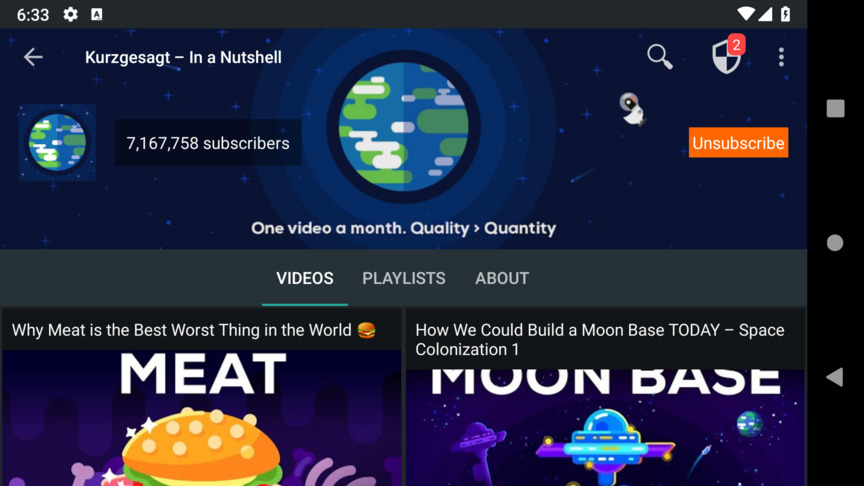 6:33
A
Kurzgesagt – In a Nutshell
2
7,167,758 subscribers
Unsubscribe
One video a month. Quality > Quantity
VIDEOS PLAYLISTS ABOUT
Why Meat is the Best Worst Thing in the World 🍔
How We Could Build a Moon Base TODAY – Space
Colonization 1
MEAT
MOON BASE